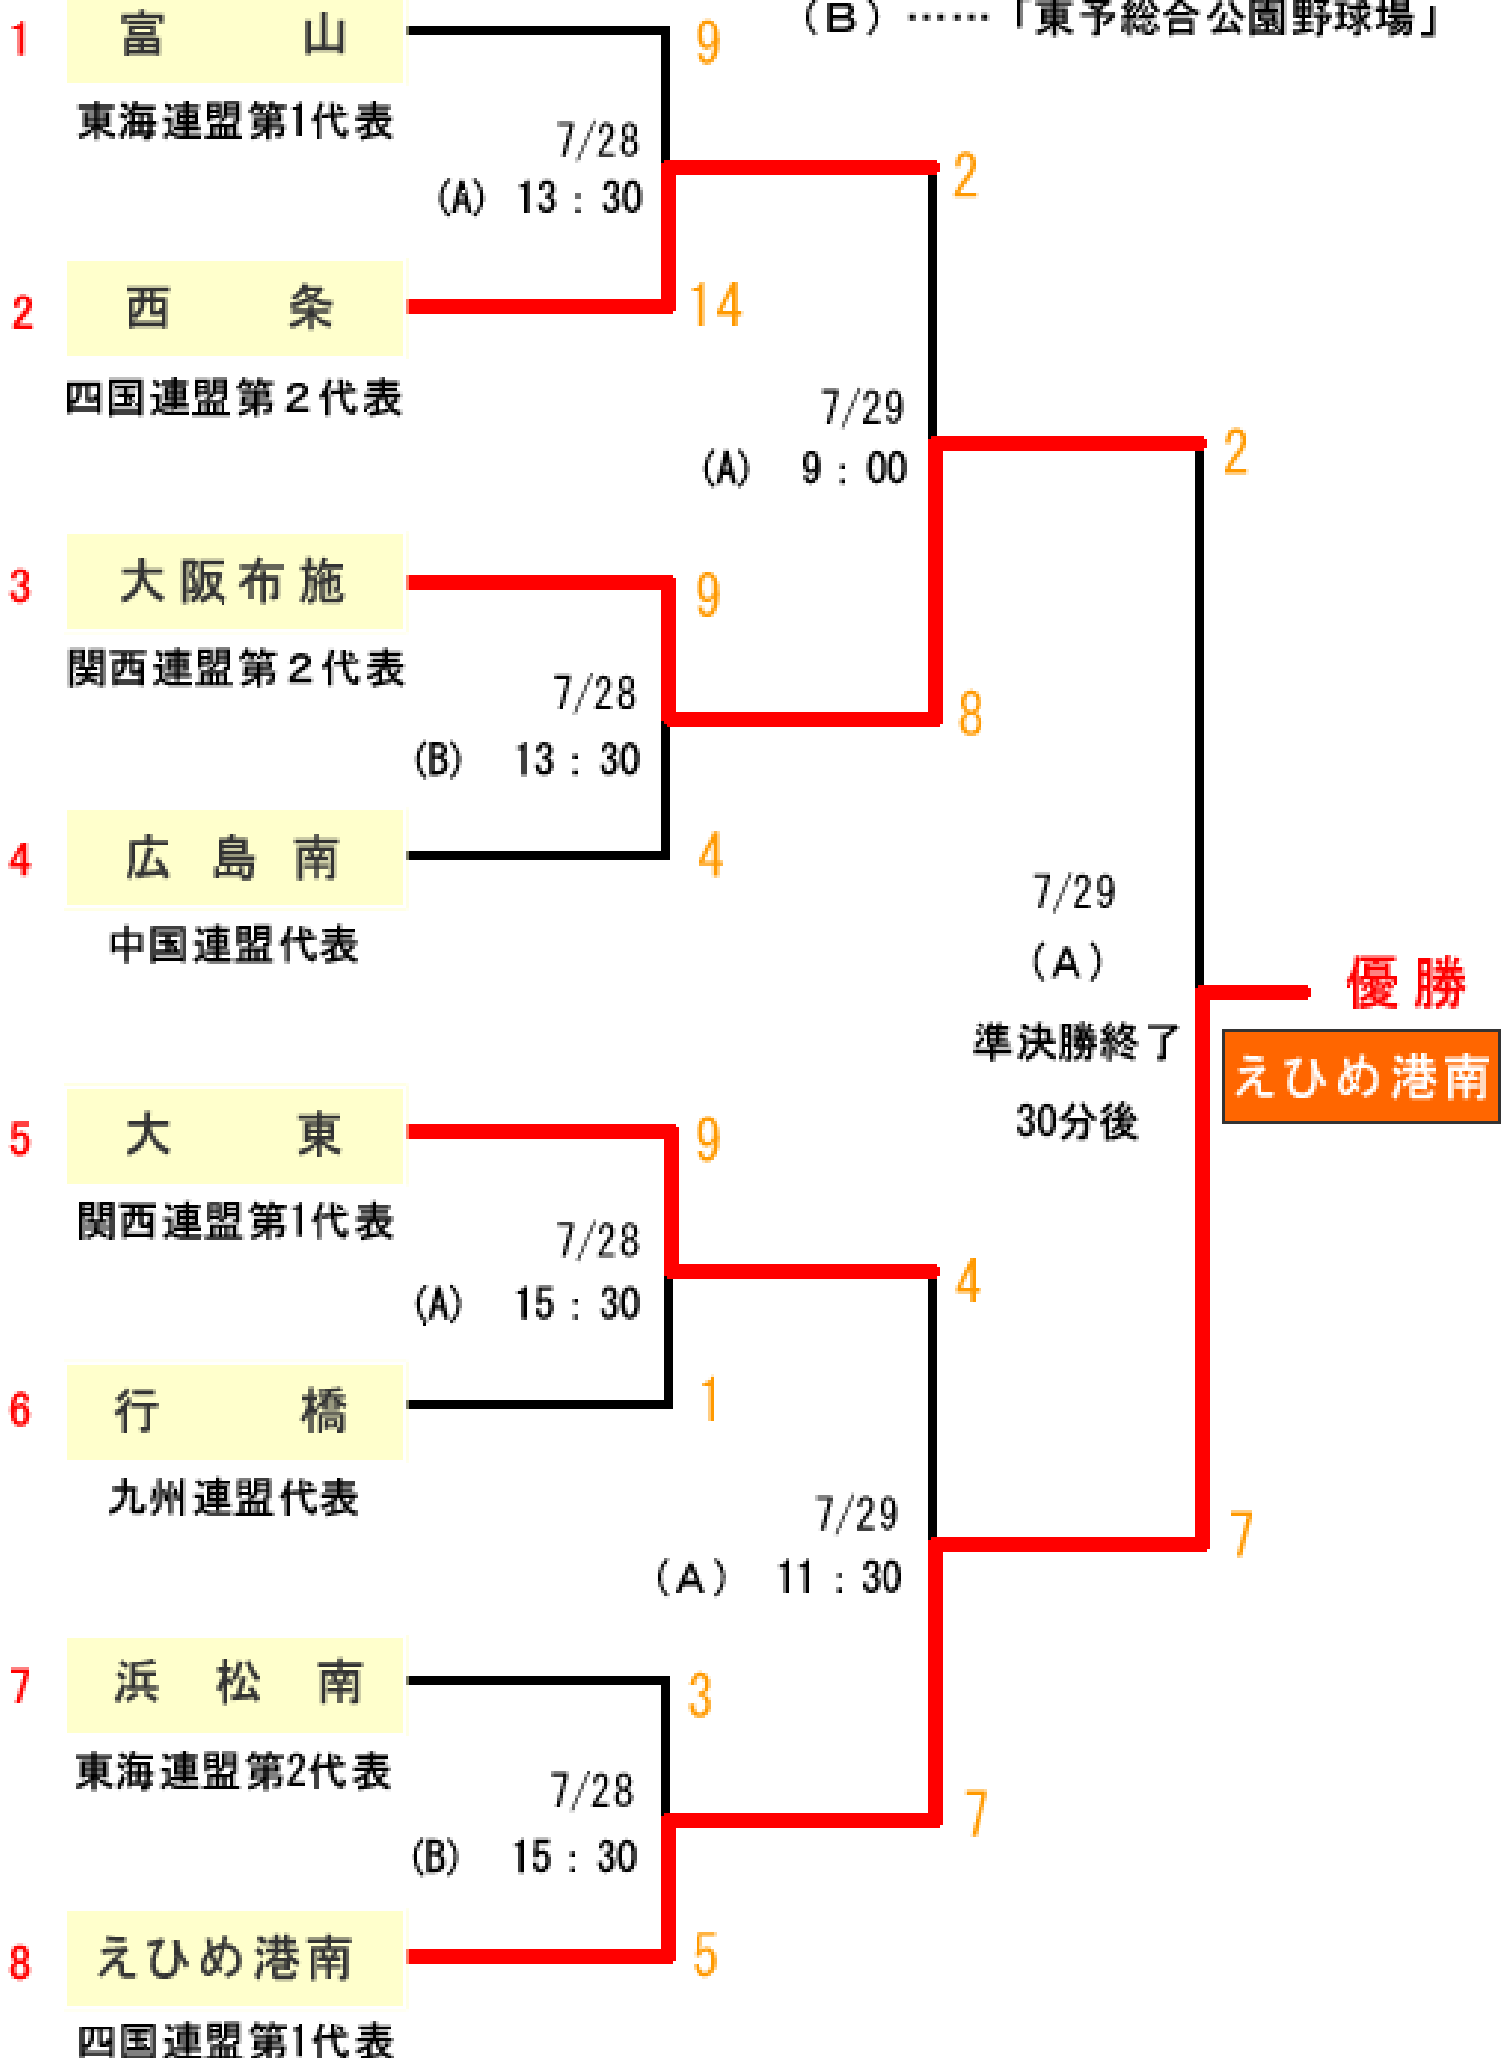 （Ｂ）……「東予総合公園野球場」
1 富山 9
東海連盟第1代表
7/28
(A) 13：30
2
2 西条 14
四国連盟第２代表
7/29
(A) 9：00
2
3 大阪布施 9
関西連盟第２代表
7/28
(B) 13：30
8
4 広島南 4
中国連盟代表
7/29
（Ａ）
準決勝終了
30分後
優勝
えひめ港南
5 大東 9
関西連盟第1代表
7/28
(A) 15：30
4
6 行橋 1
九州連盟代表
7/29
（Ａ） 11：30
7
7 浜松南 3
東海連盟第2代表
7/28
(B) 15：30
7
8 えひめ港南 5
四国連盟第1代表